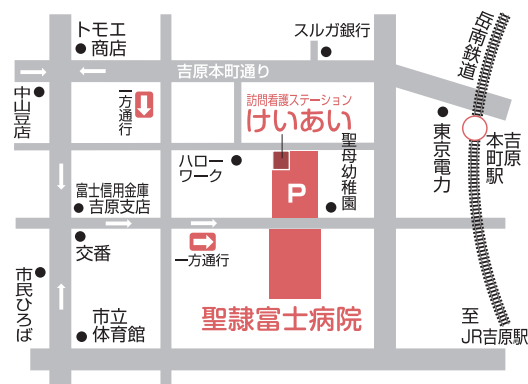 トモエ
商店
スルガ銀行
岳南鉄道
吉原本町通り
中山豆店
一方
通行
訪問看護ステーション
けいあい
東京電力
吉原
本町駅
ハロー
ワーク
聖母幼稚園
P
富士信用金庫
吉原支店
交番
一方通行
市民ひろば
市立
体育館
聖隷富士病院
至
JR吉原駅